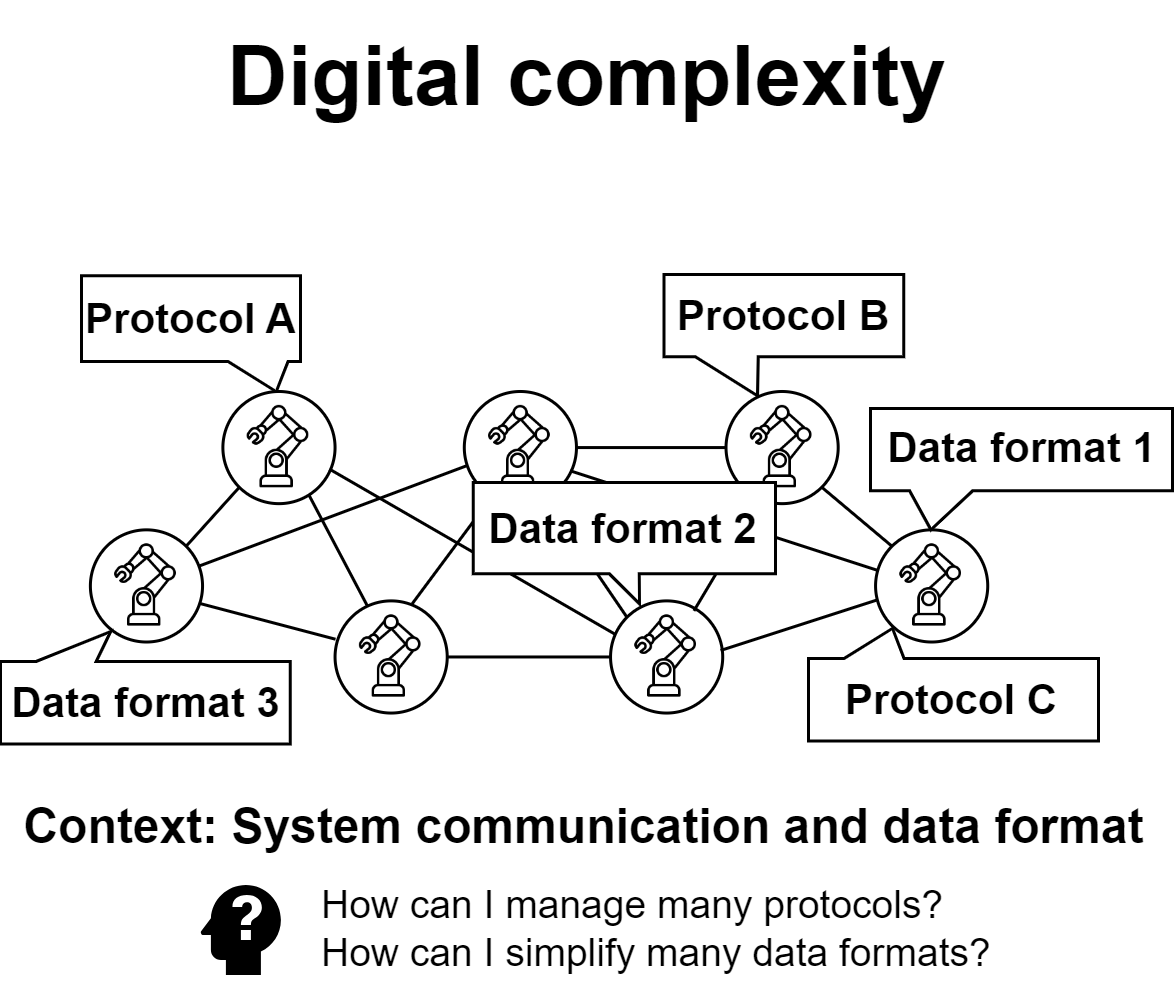 Digital complexity
Protocol A
Protocol B
Data format 1
Data format 2
Data format 3
Protocol C
Context: System communication and data format
?
How can I manage many protocols?
How can I simplify many data formats?